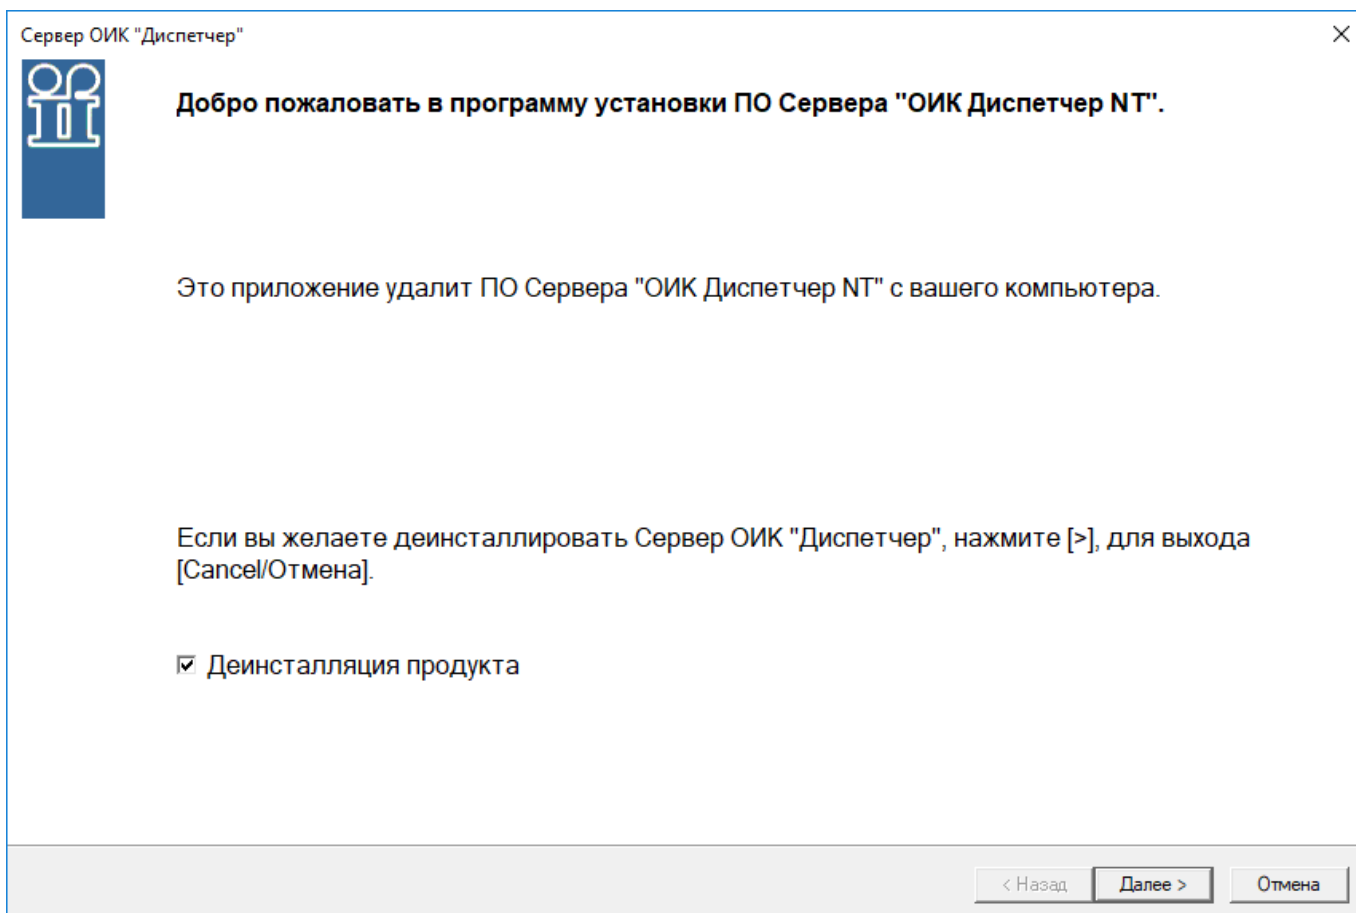 Сервер ОИК "Диспетчер"
Добро пожаловать в программу установки ПО Сервера "ОИК Диспетчер NT".
Это приложение удалит ПО Сервера "ОИК Диспетчер NT" с вашего компьютера.
Если вы желаете деинсталлировать Сервер ОИК "Диспетчер", нажмите [>], для выхода
[Cancel/Отмена].
Деинсталляция продукта
< Назад Далее > Отмена